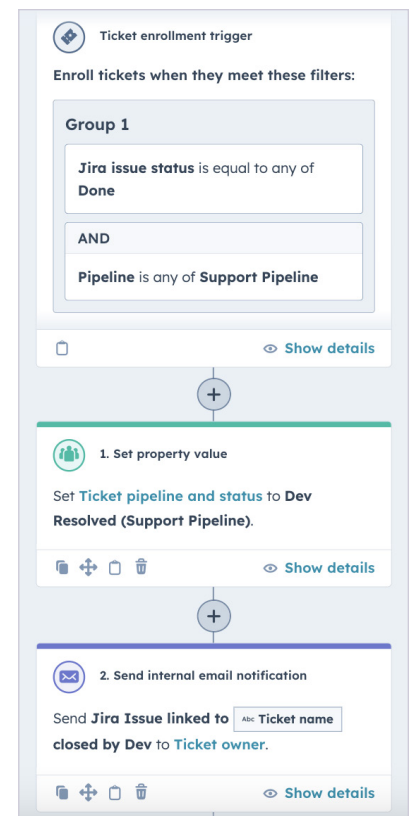 Ticket enrollment trigger
Enroll tickets when they meet these filters:
Group 1
Jira issue status is equal to any of
Done
AND
Pipeline is any of Support Pipeline
Show details
1. Set property value
Set Ticket pipeline and status to Dev
Resolved (Support Pipeline).
Show details
2. Send internal email notification
Send Jira Issue linked to Abc Ticket name
closed by Dev to Ticket owner.
Show details